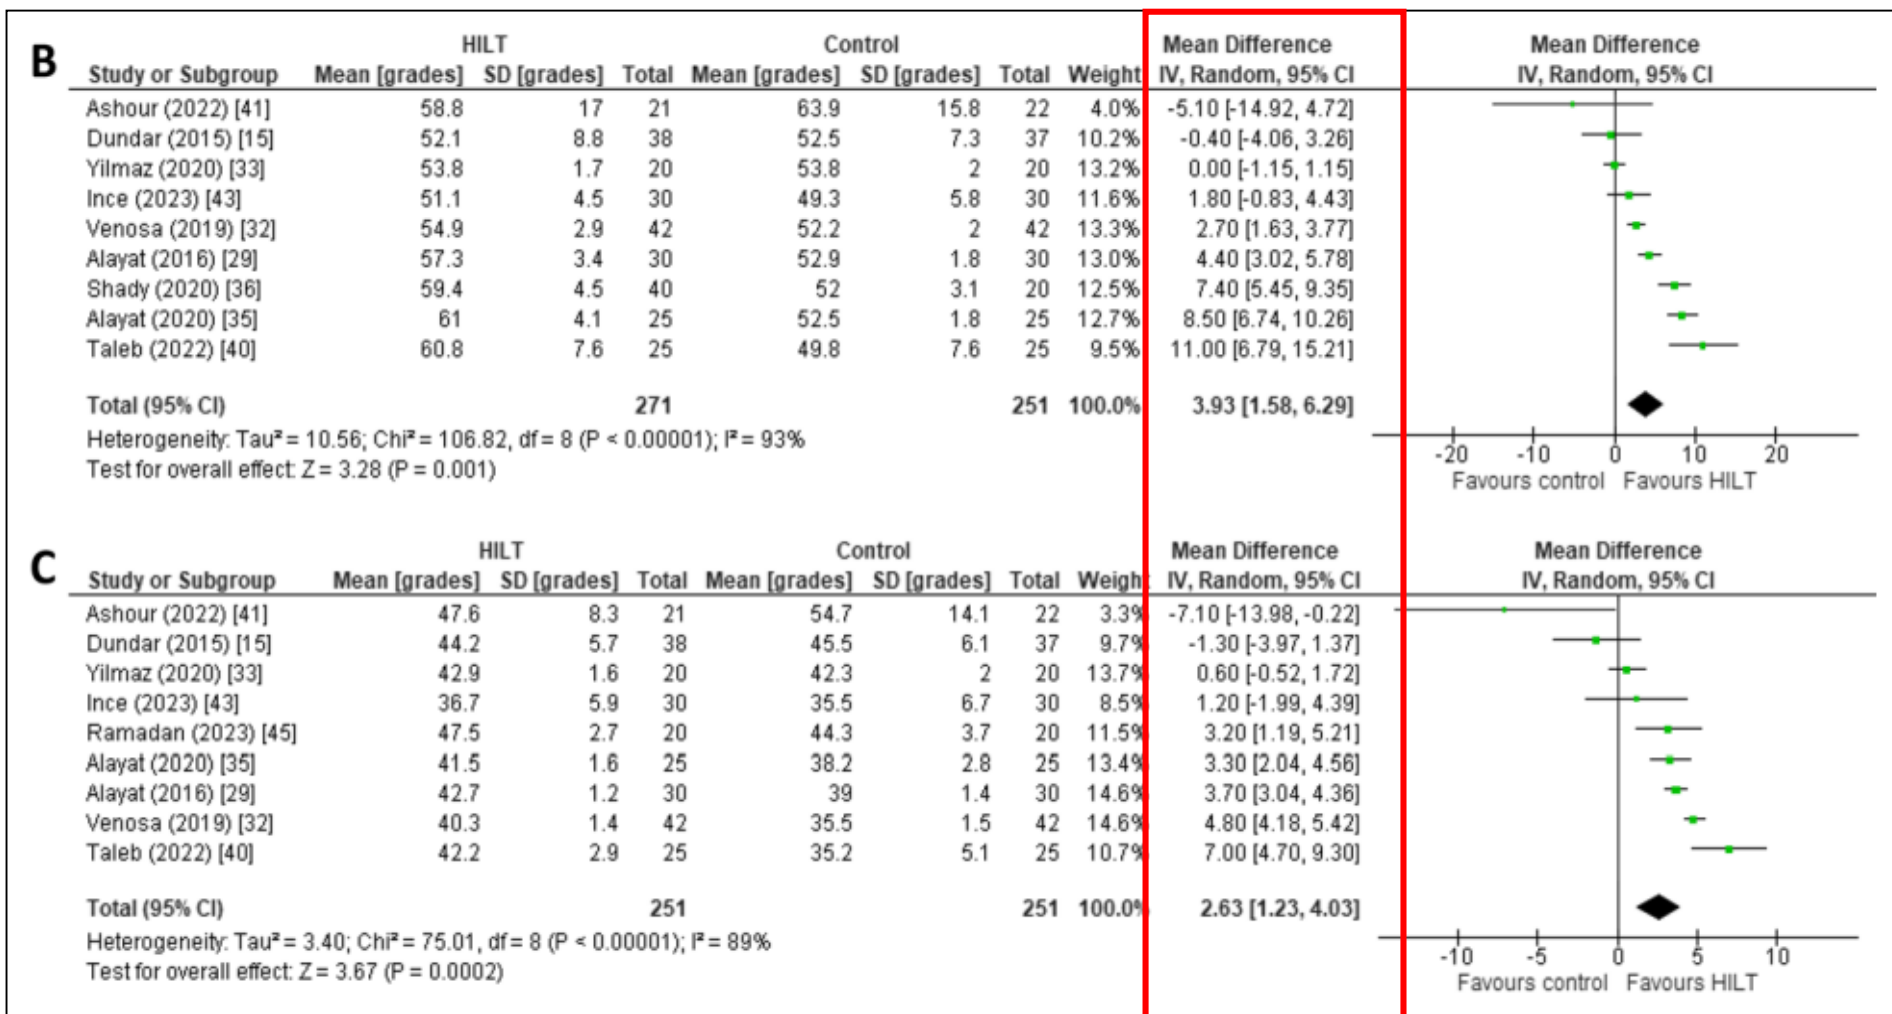 B
HILT Control Mean Difference Mean Difference
Study or Subgroup Mean [grades] SD [grades] Total Mean [grades] SD [grades] Total Weight IV, Random, 95% CI IV, Random, 95% CI
Ashour (2022) [41] 58.8 17 21 63.9 15.8 22 4.0% -5.10 [-14.92, 4.72]
Dundar (2015) [15] 52.1 8.8 38 52.5 7.3 37 10.2% -0.40 [-4.06, 3.26]
Yilmaz (2020) [33] 53.8 1.7 20 53.8 2 20 13.2% 0.00 [-1.15, 1.15]
Ince (2023) [43] 51.1 4.5 30 49.3 5.8 30 11.6% 1.80 [-0.83, 4.43]
Venosa (2019) [32] 54.9 2.9 42 52.2 2 42 13.3% 2.70 [1.63, 3.77]
Alayat (2016) [29] 57.3 3.4 30 52.9 1.8 30 13.0% 4.40 [3.02, 5.78]
Shady (2020) [36] 59.4 4.5 40 52 3.1 20 12.5% 7.40 [5.45, 9.35]
Alayat (2020) [35] 61 4.1 25 52.5 1.8 25 12.7% 8.50 [6.74, 10.26]
Taleb (2022) [40] 60.8 7.6 25 49.8 7.6 25 9.5% 11.00 [6.79, 15.21]
Total (95% CI) 271 251 100.0% 3.93 [1.58, 6.29]
Heterogeneity: Tau² = 10.56; Chi² = 106.82, df = 8 (P < 0.00001); I² = 93%
Test for overall effect: Z = 3.28 (P = 0.001)
-20 -10 0 10 20
Favours control Favours HILT
C
HILT Control Mean Difference Mean Difference
Study or Subgroup Mean [grades] SD [grades] Total Mean [grades] SD [grades] Total Weigh IV, Random, 95% CI IV, Random, 95% CI
Ashour (2022) [41] 47.6 8.3 21 54.7 14.1 22 3.3% -7.10 [-13.98, -0.22]
Dundar (2015) [15] 44.2 5.7 38 45.5 6.1 37 9.7% -1.30 [-3.97, 1.37]
Yilmaz (2020) [33] 42.9 1.6 20 42.3 2 20 13.7% 0.60 [-0.52, 1.72]
Ince (2023) [43] 36.7 5.9 30 35.5 6.7 30 8.5% 1.20 [-1.99, 4.39]
Ramadan (2023) [45] 47.5 2.7 20 44.3 3.7 20 11.5% 3.20 [1.19, 5.21]
Alayat (2020) [35] 41.5 1.6 25 38.2 2.8 25 13.4% 3.30 [2.04, 4.56]
Alayat (2016) [29] 42.7 1.2 30 39 1.4 30 14.6% 3.70 [3.04, 4.36]
Venosa (2019) [32] 40.3 1.4 42 35.5 1.5 42 14.6% 4.80 [4.18, 5.42]
Taleb (2022) [40] 42.2 2.9 25 35.2 5.1 25 10.7% 7.00 [4.70, 9.30]
Total (95% CI) 251 251 100.0% 2.63 [1.23, 4.03]
Heterogeneity: Tau² = 3.40; Chi² = 75.01, df = 8 (P < 0.00001); I² = 89%
Test for overall effect: Z = 3.67 (P = 0.0002)
-10 -5 0 5 10
Favours control Favours HILT